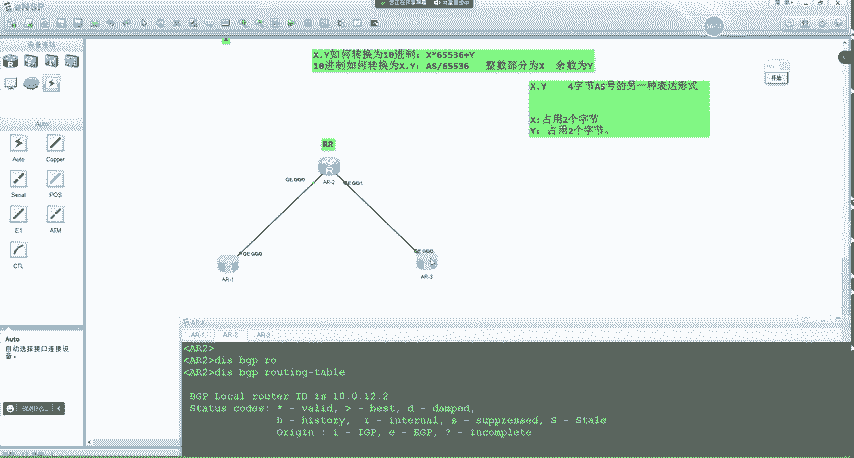 eNSP
X.Y如何转换为10进制：X*65536+Y
10进制如何转换为X.Y：AS/65536 整数部分为X 余数为Y
X.Y 4字节AS号的另一种表达形式
X：占用2个字节
Y：占用2个字节。
RR
AR-2
GE 0/0/0
GE 0/0/1
GE 0/0/0
GE 0/0/0
AR-1
AR-3
Auto
Auto
Copper
Serial
POS
E1
ATM
CTL
Auto
自动选择接口连接设备。
AR-1
AR-2
AR-3
<AR2>
<AR2>dis bgp ro
<AR2>dis bgp routing-table
BGP Local router ID is 10.0.12.2
Status codes: * - valid, > - best, d - damped,
h - history, i - internal, s - suppressed, S - Stale
Origin : i - IGP, e - EGP, ? - incomplete